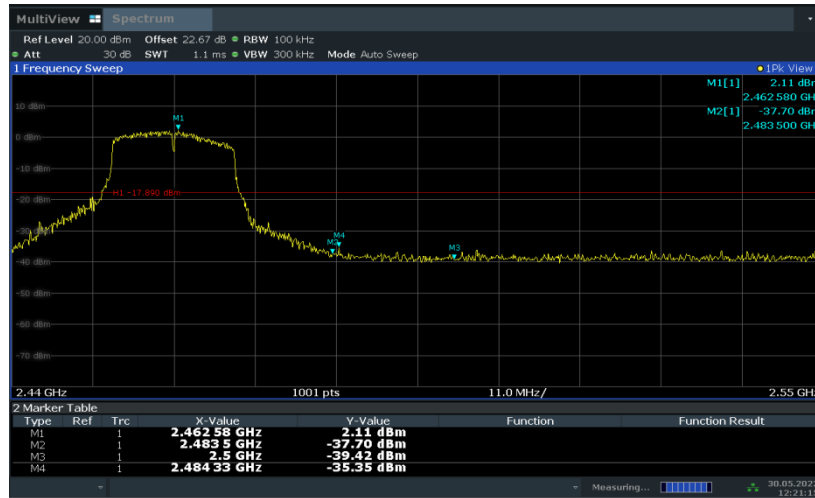 MultiView Spectrum
Ref Level 20.00 dBm Offset 22.67 dB RBW 100 kHz
Att 30 dB SWT 1.1 ms VBW 300 kHz Mode Auto Sweep
1 Frequency Sweep 1Pk View
M1[1] 2.11 dBm
2.462 580 GH
M2[1] -37.70 dBm
2.483 500 GH
10 dBm
M1
0 dBm
-10 dBm
H1 -17.890 dBm
-20 dBm
-30 dBm
M4
M2
M3
-40 dBm
-50 dBm
-60 dBm
-70 dBm
2.44 GHz 1001 pts 11.0 MHz/ 2.55 GH
2 Marker Table
Type Ref Trc X-Value Y-Value Function Function Result
M1 1 2.462 58 GHz 2.11 dBm
M2 1 2.483 5 GHz -37.70 dBm
M3 1 2.5 GHz -39.42 dBm
M4 1 2.484 33 GHz -35.35 dBm
Measuring... 30.05.202
12:21:1